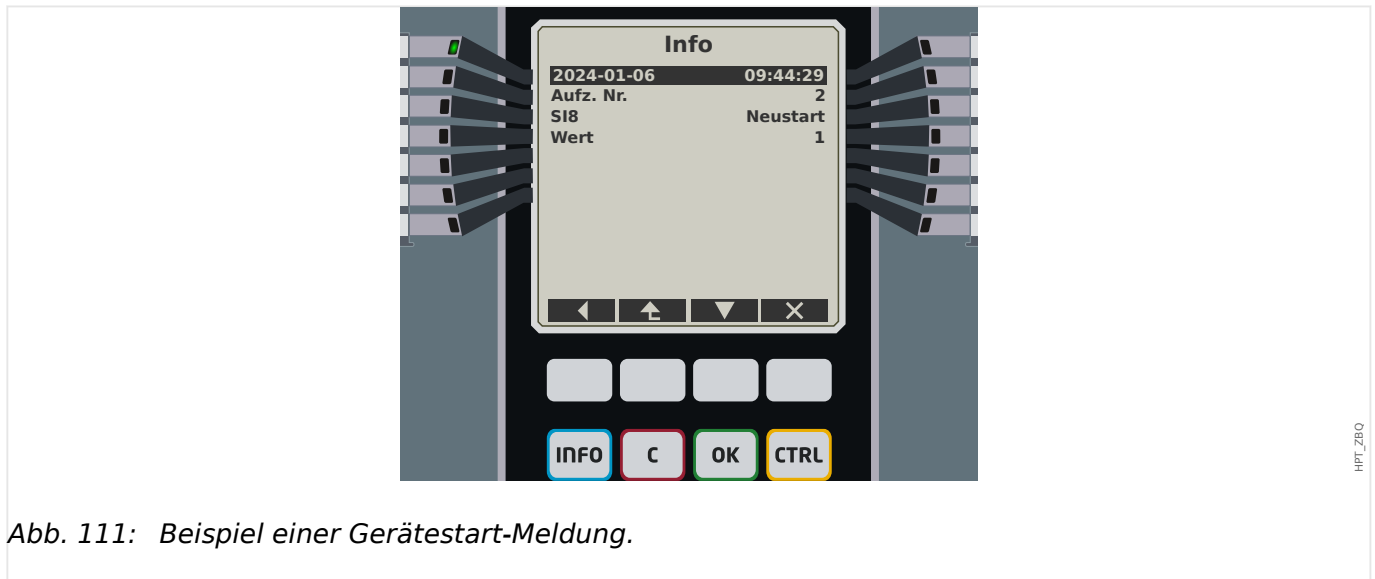 Info
2024-01-06 09:44:29
Aufz. Nr. 2
SI8 Neustart
Wert 1
INFO C OK CTRL
HPT_ZBQ
Abb. 111: Beispiel einer Gerätestart-Meldung.